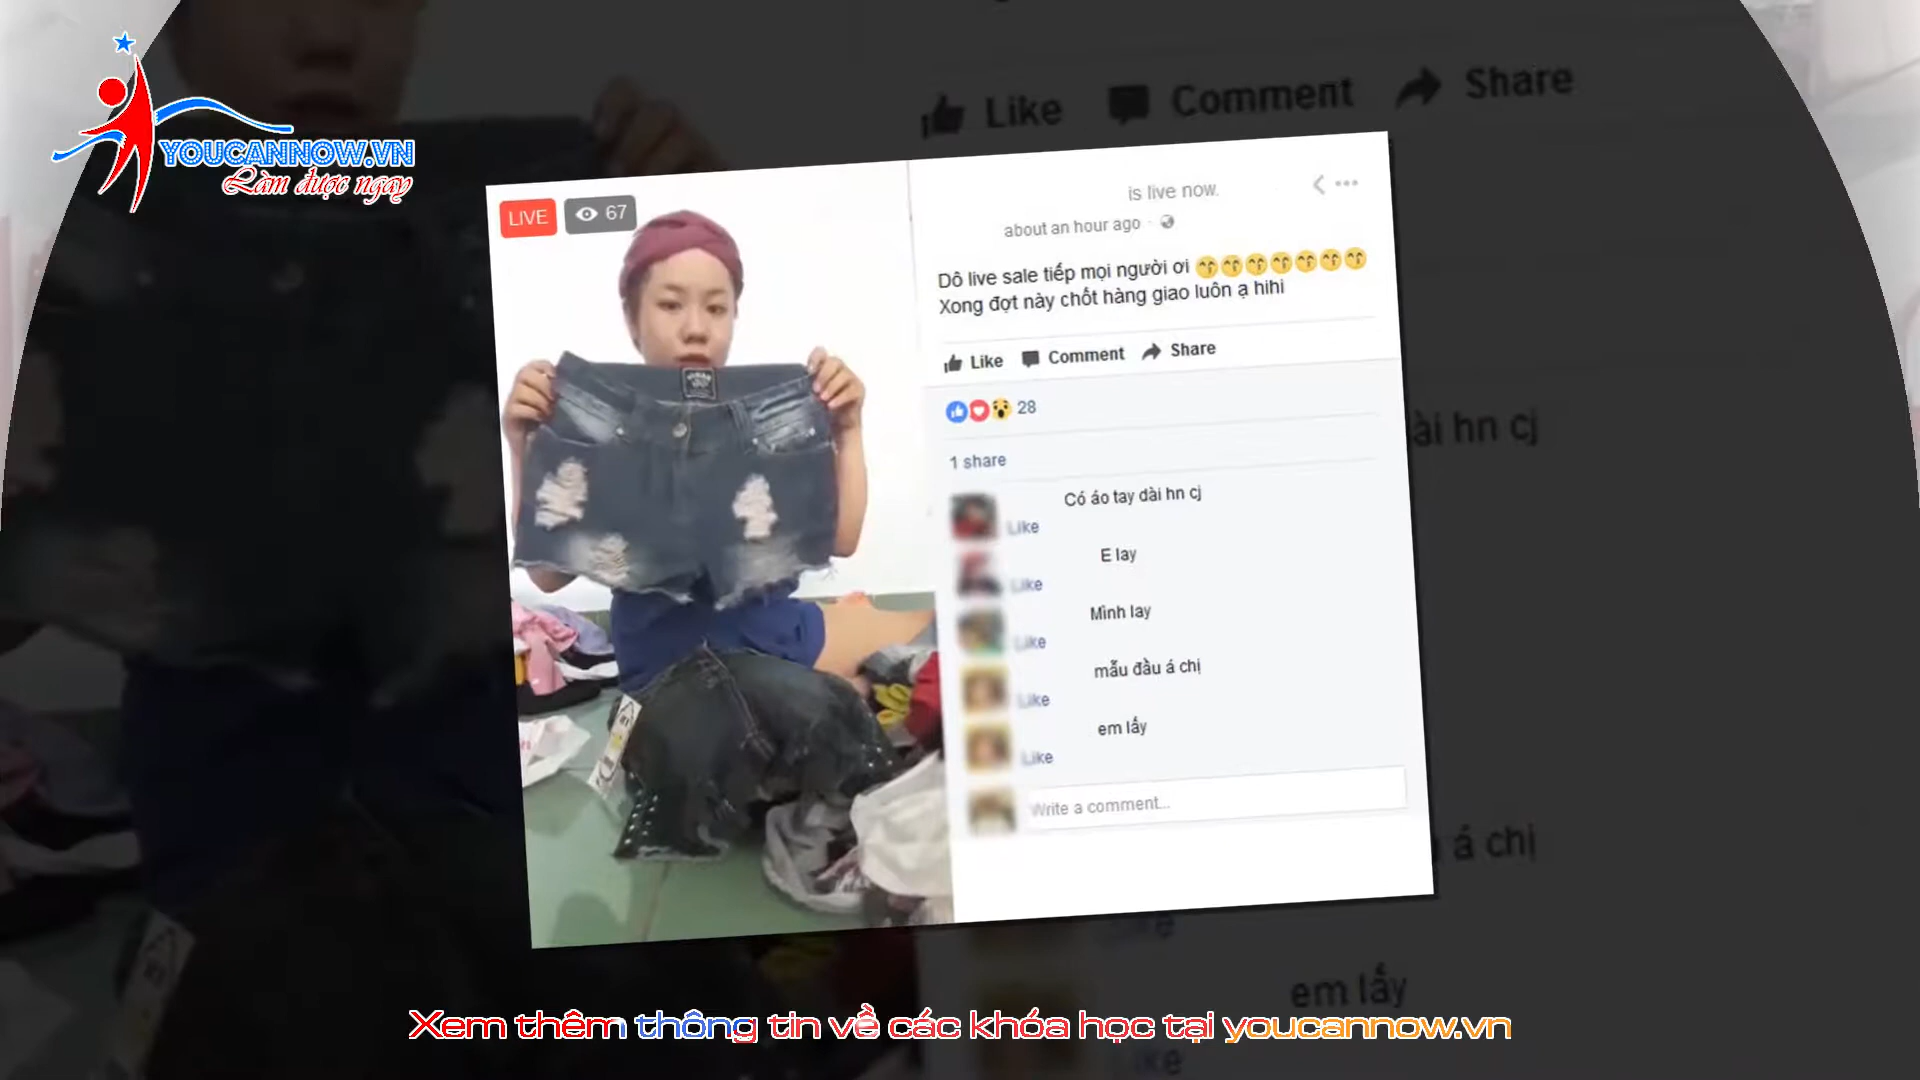 YOUCANNOW.VN
Làm được ngay
Like Comment Share
LIVE 67
is live now.
about an hour ago
Dô live sale tiếp mọi người ơi 😙😙😙😙😙😙😙
Xong đợt này chốt hàng giao luôn ạ hihi
Like Comment Share
28
1 share
Có áo tay dài hn cj
Like
E lay
Like
Mình lay
Like
mẫu đầu á chị
Like
em lấy
Like
Write a comment...
dài hn cj
á chị
em lấy
Like
Xem thêm thông tin về các khóa học tại youcannow.vn